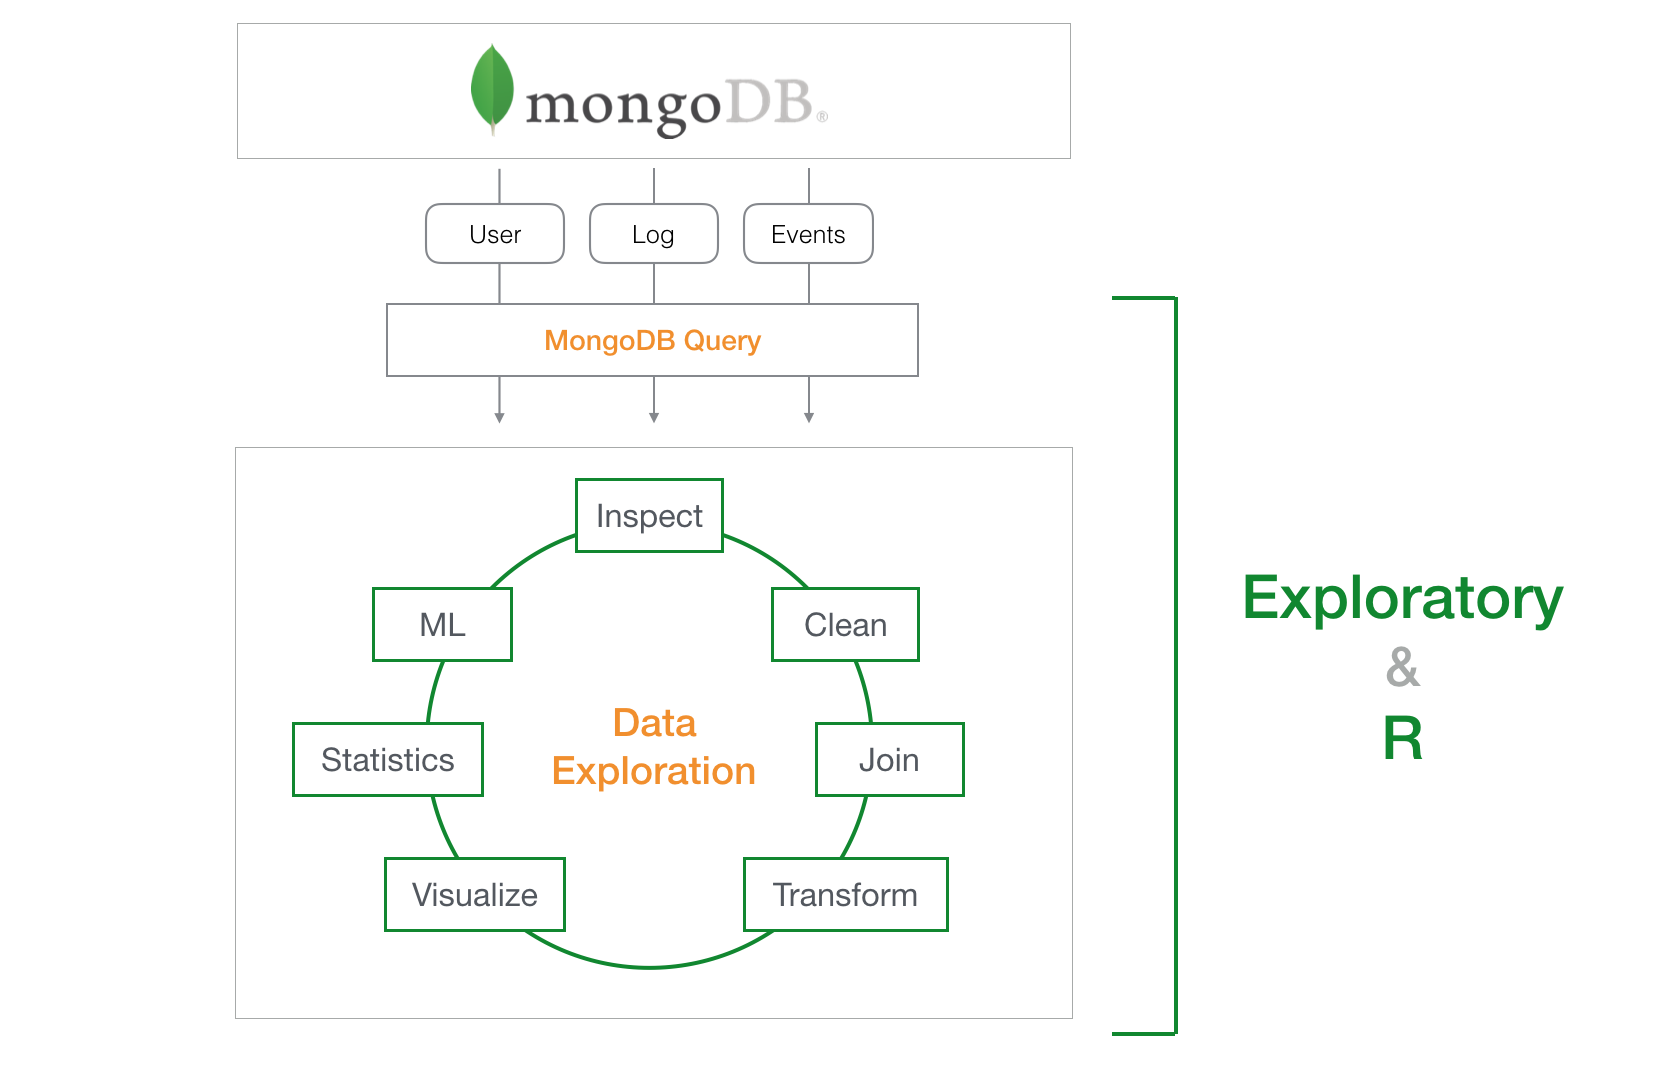 mongoDB®
User
Log
Events
MongoDB Query
Inspect
ML
Clean
Data
Exploration
Statistics
Join
Visualize
Transform
Exploratory
&
R